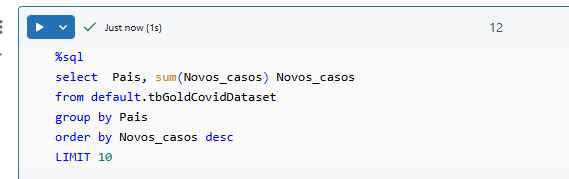 Just now (1s)
12
%sql
select  Pais, sum(Novos_casos) Novos_casos
from default.tbGoldCovidDataset
group by Pais
order by Novos_casos desc
LIMIT 10